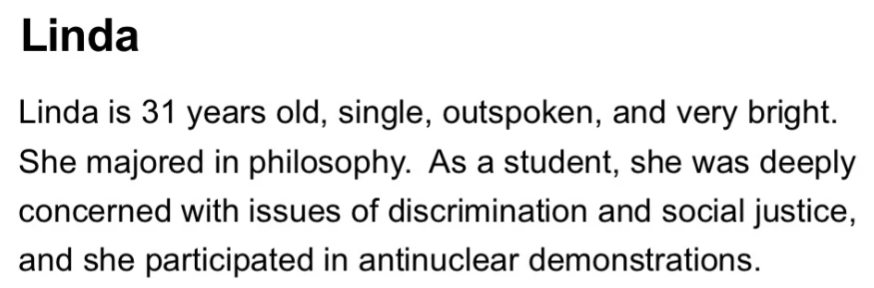 Linda
Linda is 31 years old, single, outspoken, and very bright.
She majored in philosophy.  As a student, she was deeply
concerned with issues of discrimination and social justice,
and she participated in antinuclear demonstrations.